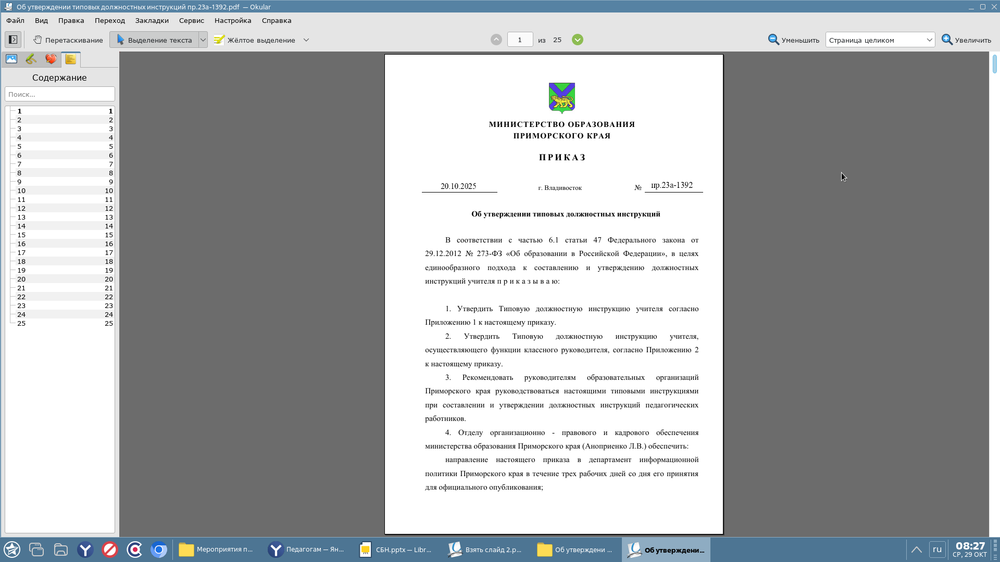 Об утверждении типовых должностных инструкций пр.23а-1392.pdf — Okular
Файл Вид Правка Переход Закладки Сервис Настройка Справка
Перетаскивание Выделение текста Жёлтое выделение 1 из 25 Уменьшить Страница целиком Увеличить
Содержание
Поиск...
1 1
2 2
3 3
4 4
5 5
6 6
7 7
8 8
9 9
10 10
11 11
12 12
13 13
14 14
15 15
16 16
17 17
18 18
19 19
20 20
21 21
22 22
23 23
24 24
25 25
МИНИСТЕРСТВО ОБРАЗОВАНИЯ
ПРИМОРСКОГО КРАЯ
ПРИКАЗ
20.10.2025 г. Владивосток № пр.23а-1392
Об утверждении типовых должностных инструкций
В соответствии с частью 6.1 статьи 47 Федерального закона от
29.12.2012 № 273-ФЗ «Об образовании в Российской Федерации», в целях
единообразного подхода к составлению и утверждению должностных
инструкций учителя п р и к а з ы в а ю:
1. Утвердить Типовую должностную инструкцию учителя согласно
Приложению 1 к настоящему приказу.
2. Утвердить Типовую должностную инструкцию учителя,
осуществляющего функции классного руководителя, согласно Приложению 2
к настоящему приказу.
3. Рекомендовать руководителям образовательных организаций
Приморского края руководствоваться настоящими типовыми инструкциями
при составлении и утверждении должностных инструкций педагогических
работников.
4. Отделу организационно - правового и кадрового обеспечения
министерства образования Приморского края (Аноприенко Л.В.) обеспечить:
направление настоящего приказа в департамент информационной
политики Приморского края в течение трех рабочих дней со дня его принятия
для официального опубликования;
Мероприятия п... Педагогам — Ян... СБН.pptx — Libr... Взять слайд 2.p... Об утверждени ... Об утверждени... ru 08:27
СР, 29 ОКТ